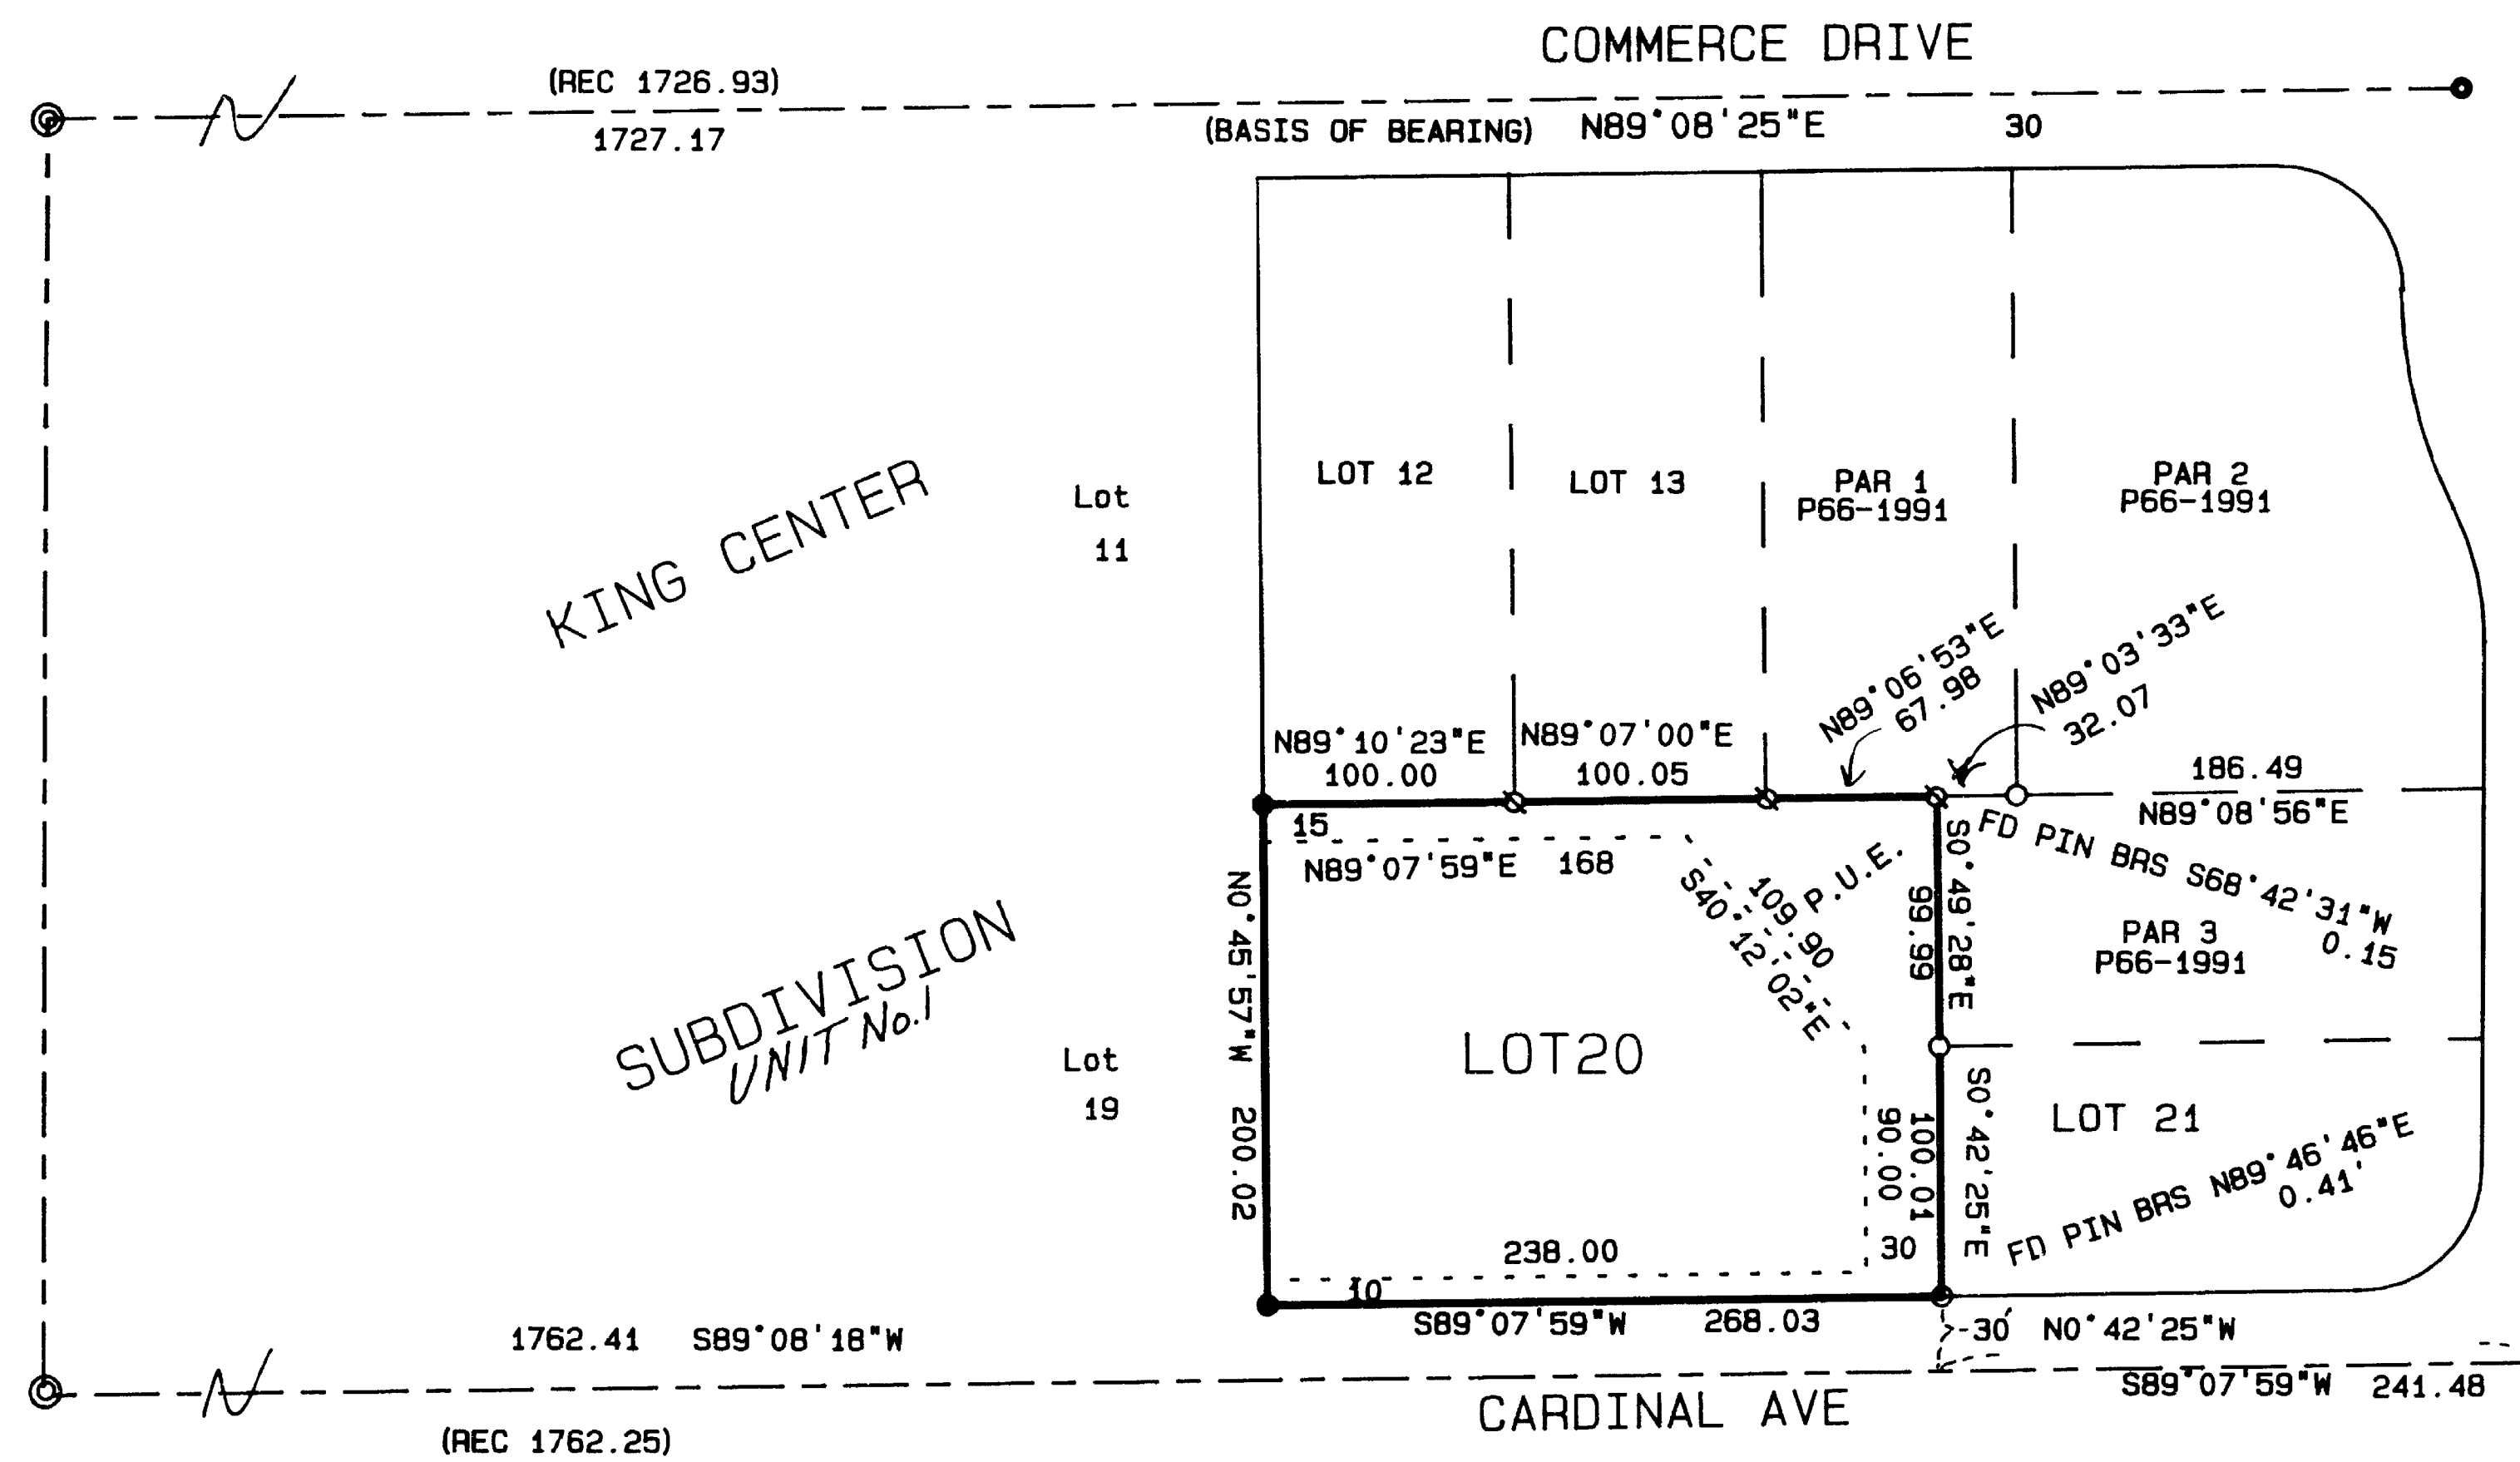 COMMERCE DRIVE
(REC 1726.93)
1727.17
(BASIS OF BEARING) N89°08'25"E 30
KING CENTER
SUBDIVISION
UNIT No.1
Lot
11
LOT 12
LOT 13
PAR 1
P66-1991
PAR 2
P66-1991
N89°06'53"E
67.98
N89°03'33"E
32.07
N89°10'23"E
100.00
N89°07'00"E
100.05
186.49
N89°08'56"E
15
N89°07'59"E 168
109.90
S40°12'02"E
P.U.E.
S0°49'28"E
99.99
FD PIN BRS S68°42'31"W
0.15
PAR 3
P66-1991
N0°45'57"W 200.02
LOT20
Lot
19
S0°42'25"E
100.01
90.00
30
LOT 21
FD PIN BRS N89°46'46"E
0.41'
238.00
10
S89°07'59"W 268.03
30' N0°42'25"W
1762.41 S89°08'18"W
S89°07'59"W 241.48
CARDINAL AVE
(REC 1762.25)